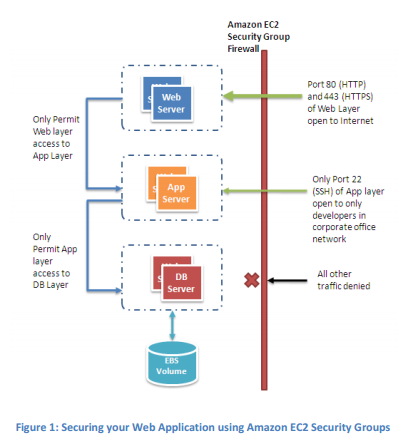 Amazon EC2
Security Group
Firewall
Web
Server
Port 80 (HTTP)
and 443 (HTTPS)
of Web Layer
open to Internet
Only Permit
Web layer
access to
App Layer
App
Server
Only Port 22
(SSH) of App layer
open to only
developers in
corporate office
network
Only
Permit App
layer
access to
DB Layer
DB
Server
All other
traffic denied
EBS
Volume
Figure 1: Securing your Web Application using Amazon EC2 Security Groups